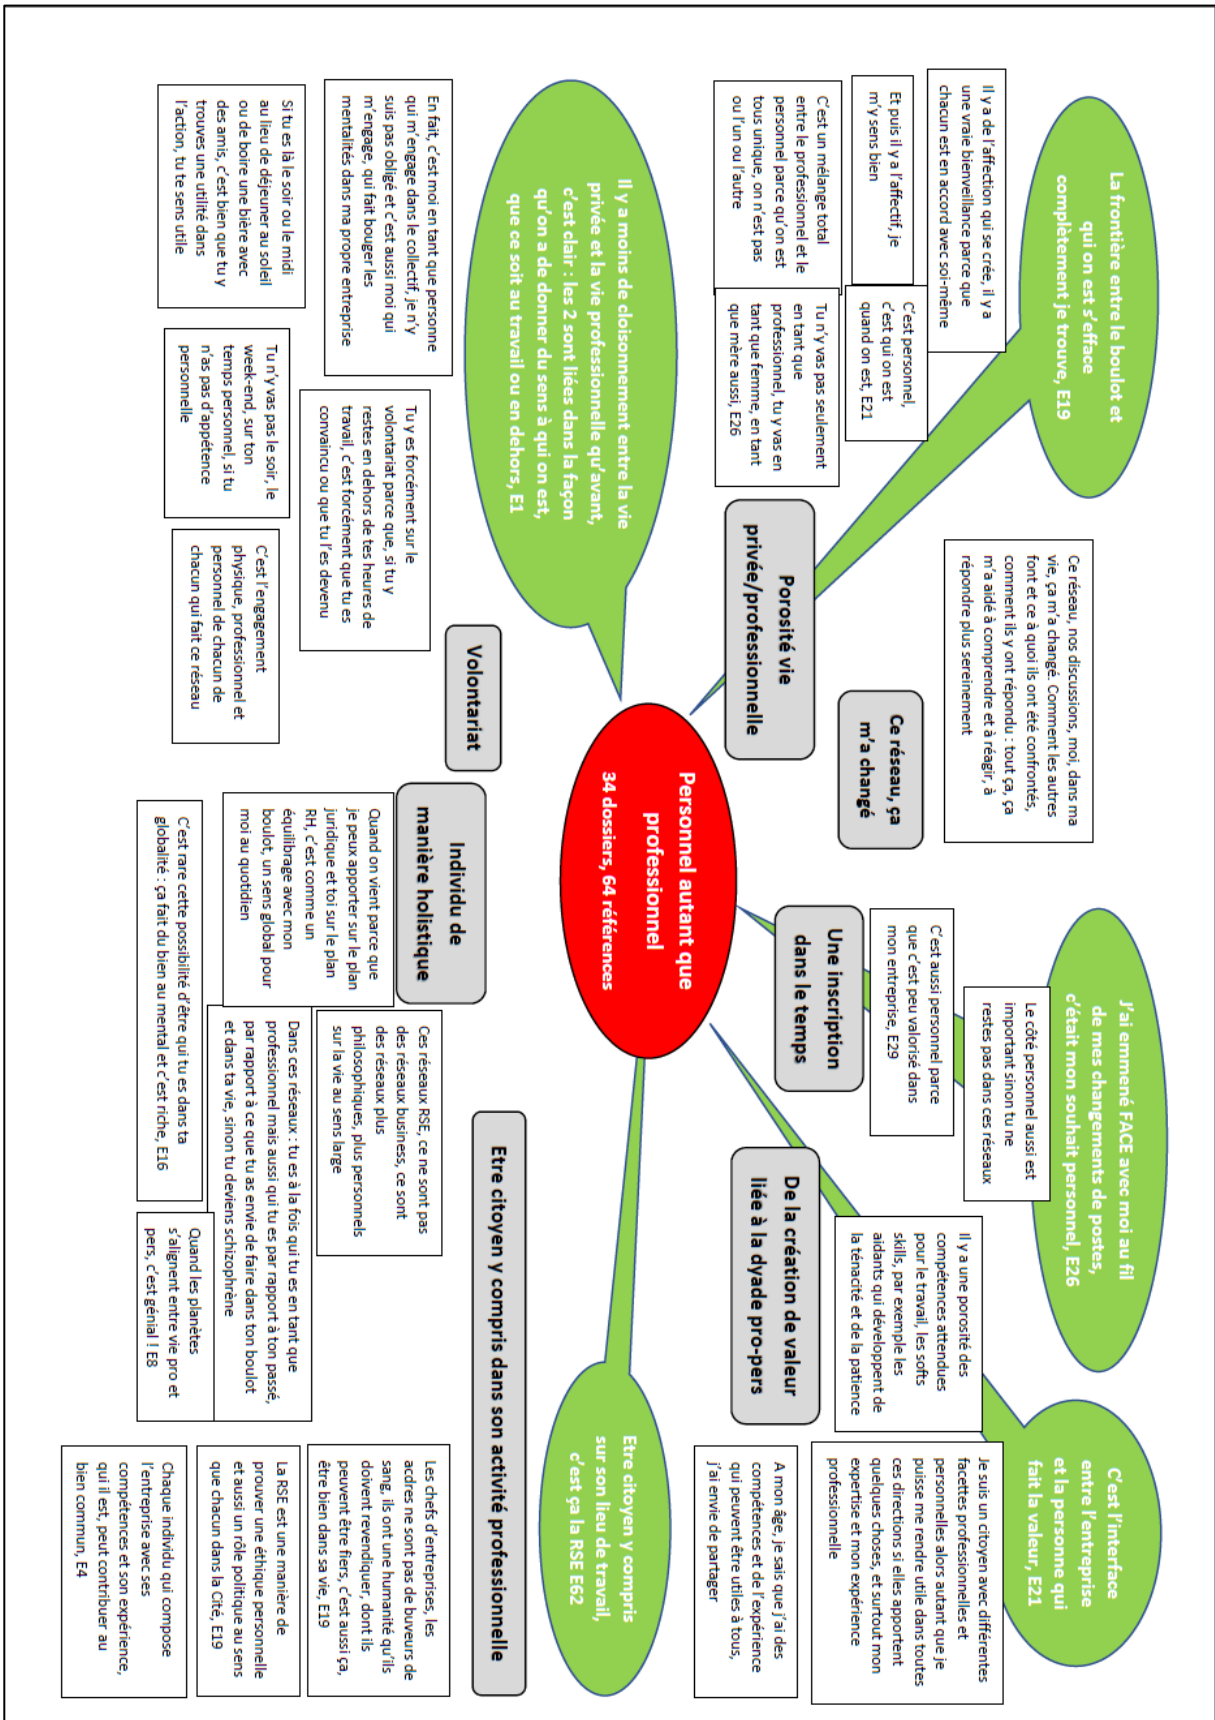 La frontière entre le boulot et
qui on est s'efface
complètement je trouve, E19
Il y a de l'affection qui se crée, il y a
une vraie bienveillance parce que
chacun est en accord avec soi-même
Et puis il y a l'affectif, je
m'y sens bien
C'est personnel,
c'est qui on est
quand on est, E21
C'est un mélange total
entre le professionnel et le
personnel parce qu'on est
tous unique, on n'est pas
ou l'un ou l'autre
Tu n'y vas pas seulement
en tant que
professionnel, tu y vas en
tant que femme, en tant
que mère aussi, E26
Porosité vie
privée/professionnelle
Ce réseau, nos discussions, moi, dans ma
vie, ça m'a changé. Comment les autres
font et ce à quoi ils ont été confrontés,
comment ils y ont répondu : tout ça, ça
m'a aidé à comprendre et à réagir, à
répondre plus sereinement
Ce réseau, ça
m'a changé
J'ai emmené FACE avec moi au fil
de mes changements de postes,
c'était mon souhait personnel, E26
Le côté personnel aussi est
important sinon tu ne
restes pas dans ces réseaux
C'est aussi personnel parce
que c'est peu valorisé dans
mon entreprise, E29
Une inscription
dans le temps
C'est l'interface
entre l'entreprise
et la personne qui
fait la valeur, E21
Il y a une porosité des
compétences attendues
pour le travail, les softs
skills, par exemple les
aidants qui développent de
la ténacité et de la patience
Je suis un citoyen avec différentes
facettes professionnelles et
personnelles alors autant que je
puisse me rendre utile dans toutes
ces directions si elles apportent
quelques choses, et surtout mon
expertise et mon expérience
professionnelle
De la création de valeur
liée à la dyade pro-pers
A mon âge, je sais que j'ai des
compétences et de l'expérience
qui peuvent être utiles à tous,
j'ai envie de partager
Il y a moins de cloisonnement entre la vie
privée et la vie professionnelle qu'avant,
c'est clair : les 2 sont liées dans la façon
qu'on a de donner du sens à qui on est,
que ce soit au travail ou en dehors, E1
Personnel autant que
professionnel
34 dossiers, 64 références
Etre citoyen y compris
sur son lieu de travail,
c'est ça la RSE E62
En fait, c'est moi en tant que personne
qui m'engage dans le collectif, je n'y
suis pas obligé et c'est aussi moi qui
m'engage, qui fait bouger les
mentalités dans ma propre entreprise
Tu y es forcément sur le
volontariat parce que, si tu y
restes en dehors de tes heures de
travail, c'est forcément que tu es
convaincu ou que tu l'es devenu
Volontariat
Si tu es là le soir ou le midi
au lieu de déjeuner au soleil
ou de boire une bière avec
des amis, c'est bien que tu y
trouves une utilité dans
l'action, tu te sens utile
Tu n'y vas pas le soir, le
week-end, sur ton
temps personnel, si tu
n'as pas d'appétence
personnelle
C'est l'engagement
physique, professionnel et
personnel de chacun de
chacun qui fait ce réseau
Individu de
manière holistique
Quand on vient parce que
je peux apporter sur le plan
juridique et toi sur le plan
RH, c'est comme un
équilibrage avec mon
boulot, un sens global pour
moi au quotidien
C'est rare cette possibilité d'être qui tu es dans ta
globalité : ça fait du bien au mental et c'est riche, E16
Ces réseaux RSE, ce ne sont pas
des réseaux business, ce sont
des réseaux plus
philosophiques, plus personnels
sur la vie au sens large
Dans ces réseaux : tu es à la fois qui tu es en tant que
professionnel mais aussi qui tu es par rapport à ton passé,
par rapport à ce que tu as envie de faire dans ton boulot
et dans ta vie, sinon tu deviens schizophrène
Quand les planètes
s'alignent entre vie pro et
pers, c'est génial ! E8
Etre citoyen y compris dans son activité professionnelle
Les chefs d'entreprises, les
acdres ne sont pas de buveurs de
sang, ils ont une humanité qu'ils
doivent revendiquer, dont ils
peuvent être fiers, c'est aussi ça,
être bien dans sa vie, E19
La RSE est une manière de
prouver une éthique personnelle
et aussi un rôle politique au sens
que chacun dans la Cité, E19
Chaque individu qui compose
l'entreprise avec ses
compétences et son expérience,
qui il est, peut contribuer au
bien commun, E4